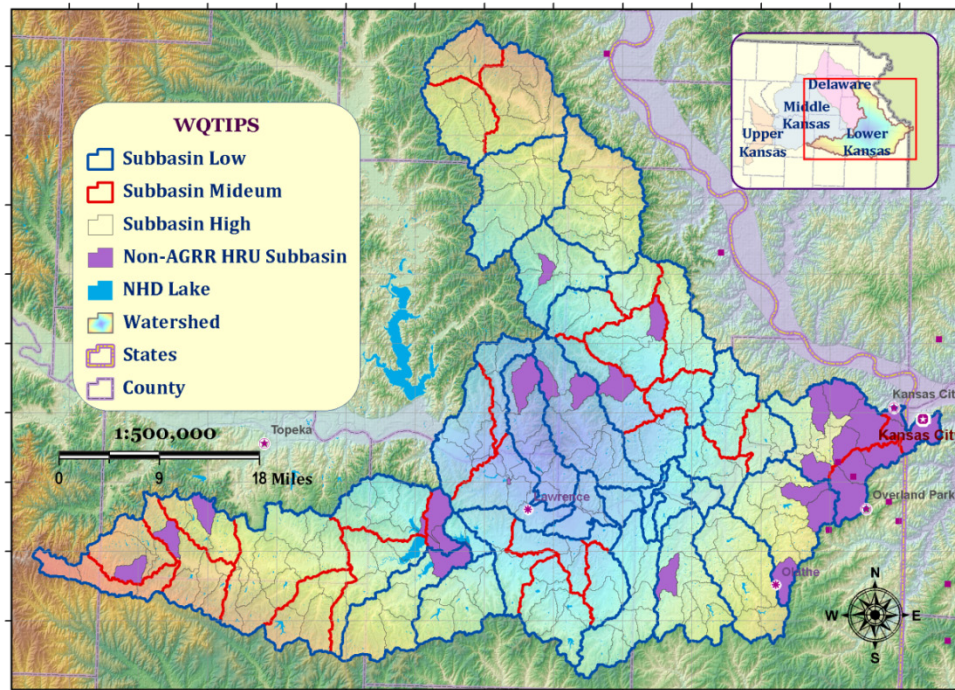 WQTIPS
Subbasin Low
Subbasin Mideum
Subbasin High
Non-AGRR HRU Subbasin
NHD Lake
Watershed
States
County
1:500,000
0 9 18 Miles
Delaware
Middle
Kansas
Upper
Kansas
Lower
Kansas
Topeka
Lawrence
Kansas City
Kansas City
Overland Park
Olathe
N
W E
S